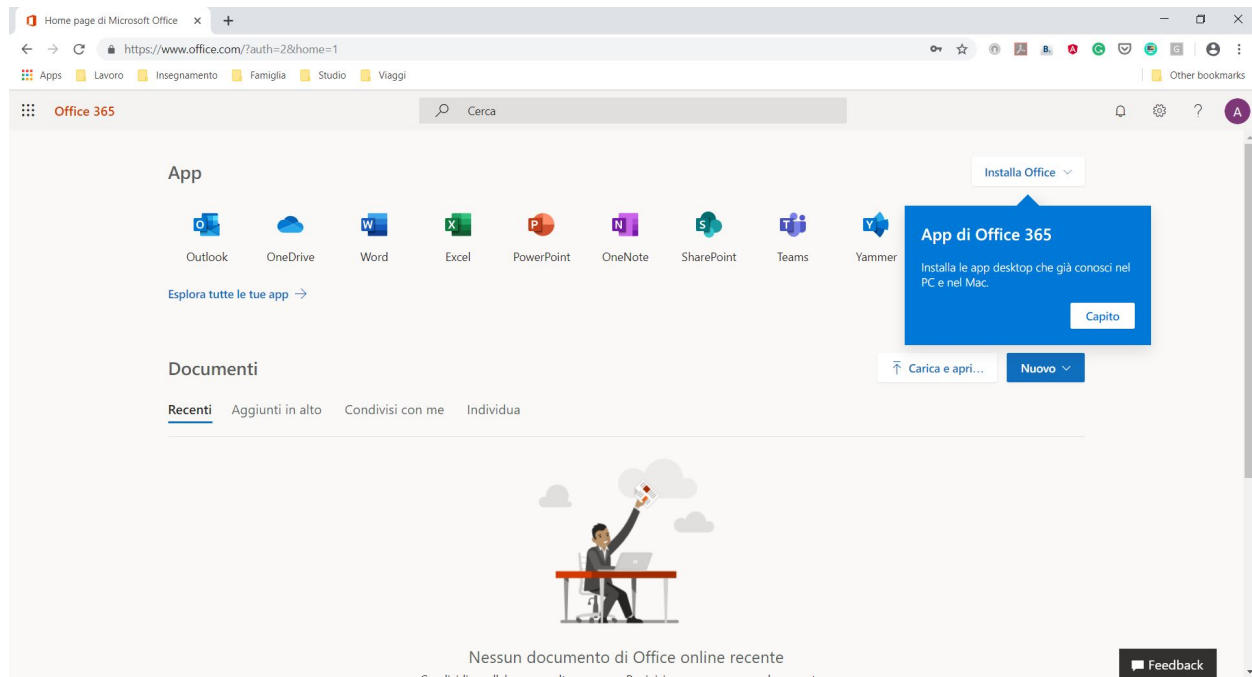 Home page di Microsoft Office
https://www.office.com/?auth=2&home=1
Apps Lavoro Insegnamento Famiglia Studio Viaggi Other bookmarks
Office 365 Cerca A
App Installa Office
Outlook OneDrive Word Excel PowerPoint OneNote SharePoint Teams Yammer
App di Office 365
Installa le app desktop che già conosci nel
PC e nel Mac.
Capito
Esplora tutte le tue app
Documenti Carica e apri... Nuovo
Recenti Aggiunti in alto Condivisi con me Individua
Nessun documento di Office online recente
Feedback